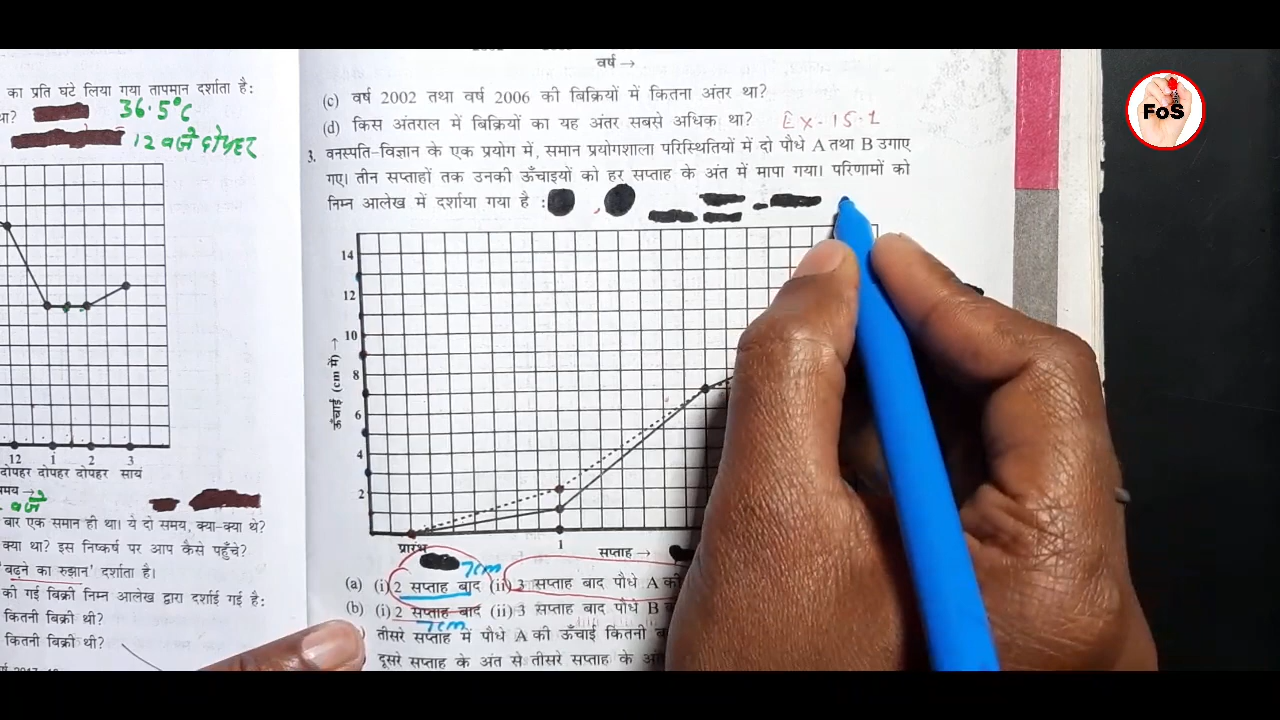 का प्रति घंटे लिया गया तापमान दर्शाता है:
था?
36.5°C
12 बजे दोपहर
12 1 2 3
दोपहर दोपहर दोपहर सायं
बजे
बार एक समान ही था। ये दो समय, क्या-क्या थे?
क्या था? इस निष्कर्ष पर आप कैसे पहुँचे?
बढ़ने का रुझान' दर्शाता है।
की गई बिक्री निम्न आलेख द्वारा दर्शाई गई है:
कितनी बिक्री थी?
कितनी बिक्री थी?
वर्ष →
(c) वर्ष 2002 तथा वर्ष 2006 की बिक्रियों में कितना अंतर था?
(d) किस अंतराल में बिक्रियों का यह अंतर सबसे अधिक था? Ex-15.1
3. वनस्पति-विज्ञान के एक प्रयोग में, समान प्रयोगशाला परिस्थितियों में दो पौधे A तथा B उगाए
गए। तीन सप्ताहों तक उनकी ऊँचाइयों को हर सप्ताह के अंत में मापा गया। परिणामों को
निम्न आलेख में दर्शाया गया है :
14
12
10
8
6
4
2
ऊँचाई (cm में) →
प्रारंभ 1 सप्ताह →
7cm
(a) (i) 2 सप्ताह बाद (ii) 3 सप्ताह बाद पौधे A की
(b) (i) 2 सप्ताह बाद (ii) 3 सप्ताह बाद पौधे B
7cm
तीसरे सप्ताह में पौधे A की ऊँचाई कितनी
दूसरे सप्ताह के अंत से तीसरे सप्ताह के
FoS